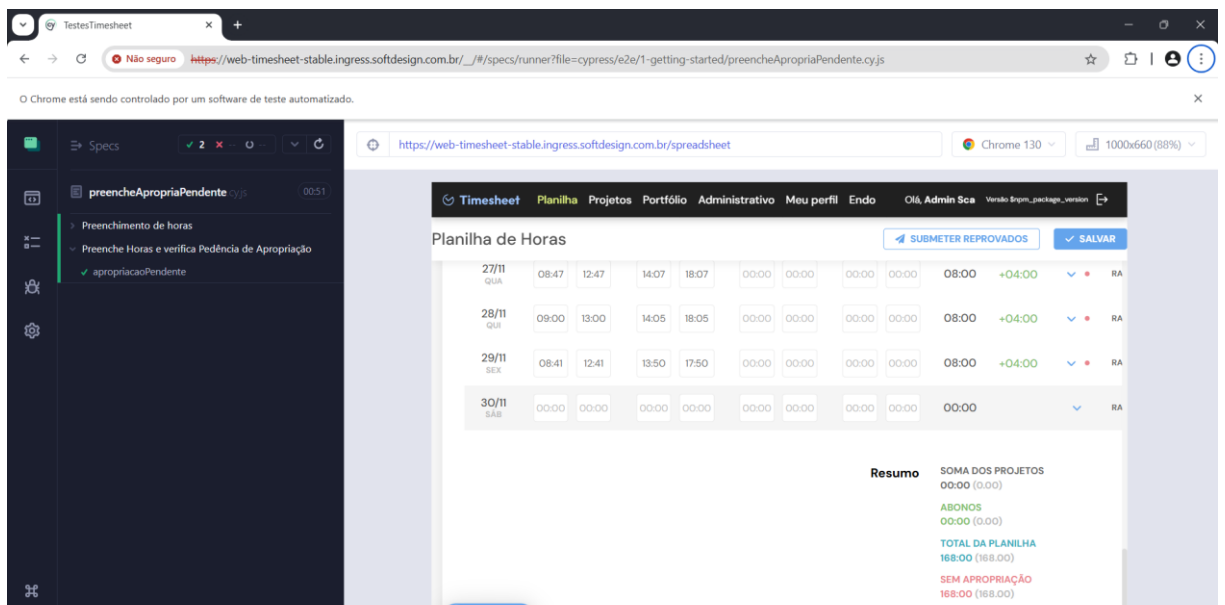 TestesTimesheet
Não seguro https://web-timesheet-stable.ingress.softdesign.com.br/__/#/specs/runner?file=cypress/e2e/1-getting-started/preencheApropriaPendente.cy.js
O Chrome está sendo controlado por um software de teste automatizado.
Specs 2 -- --
https://web-timesheet-stable.ingress.softdesign.com.br/spreadsheet
Chrome 130
1000x660 (88%)
preencheApropriaPendente.cy.js 00:51
Preenchimento de horas
Preenche Horas e verifica Pedência de Apropriação
apropriacaoPendente
Timesheet Planilha Projetos Portfólio Administrativo Meu perfil Endo Olá, Admin Sca Versão $npm_package_version
Planilha de Horas
SUBMETER REPROVADOS
SALVAR
27/11 08:47 12:47 14:07 18:07 00:00 00:00 00:00 00:00 08:00 +04:00 RA
QUA
28/11 09:00 13:00 14:05 18:05 00:00 00:00 00:00 00:00 08:00 +04:00 RA
QUI
29/11 08:41 12:41 13:50 17:50 00:00 00:00 00:00 00:00 08:00 +04:00 RA
SEX
30/11 00:00 00:00 00:00 00:00 00:00 00:00 00:00 00:00 00:00 RA
SÁB
Resumo
SOMA DOS PROJETOS
00:00 (0.00)
ABONOS
00:00 (0.00)
TOTAL DA PLANILHA
168:00 (168.00)
SEM APROPRIAÇÃO
168:00 (168.00)